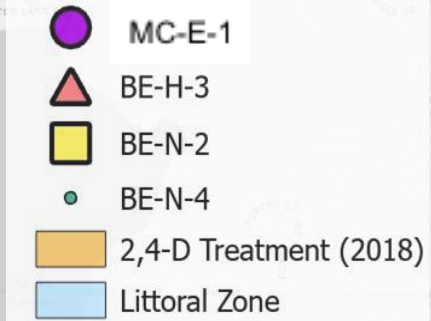 MC-E-1
BE-H-3
BE-N-2
BE-N-4
2,4-D Treatment (2018)
Littoral Zone